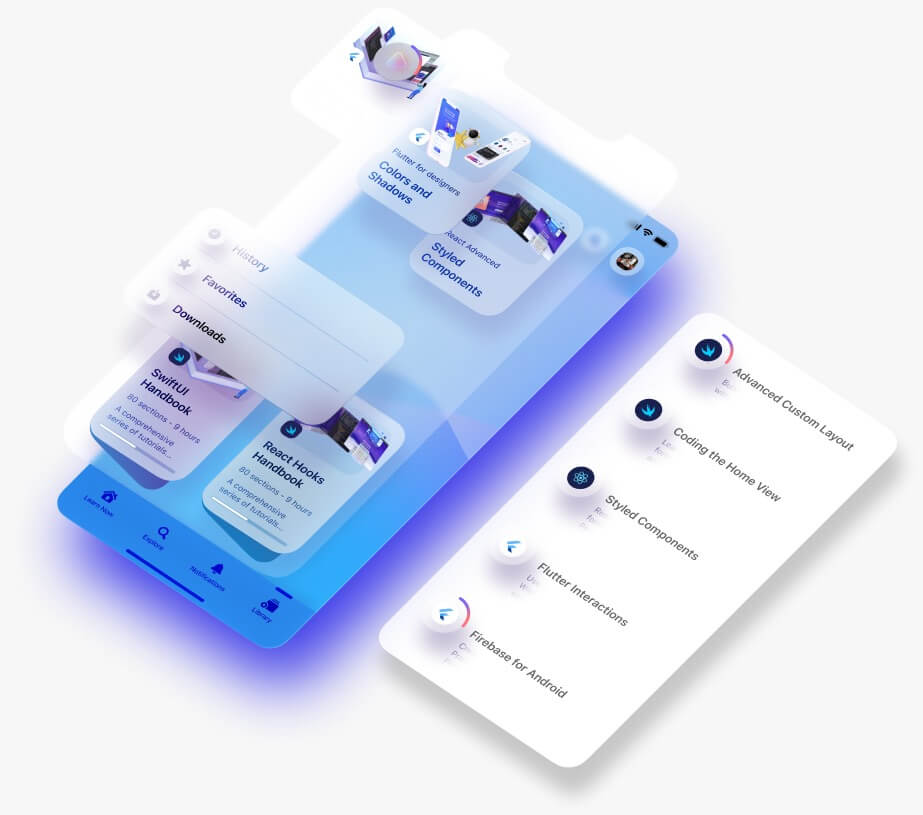 Flutter for designers
Colors and
Shadows
React Advanced
Styled
Components
History
Favorites
Downloads
SwiftUI
Handbook
80 sections - 9 hours
A comprehensive
series of tutorials...
React Hooks
Handbook
80 sections - 9 hours
A comprehensive
series of tutorials...
Learn Now
Explore
Notifications
Library
Advanced Custom Layout
Coding the Home View
Styled Components
Flutter Interactions
Firebase for Android